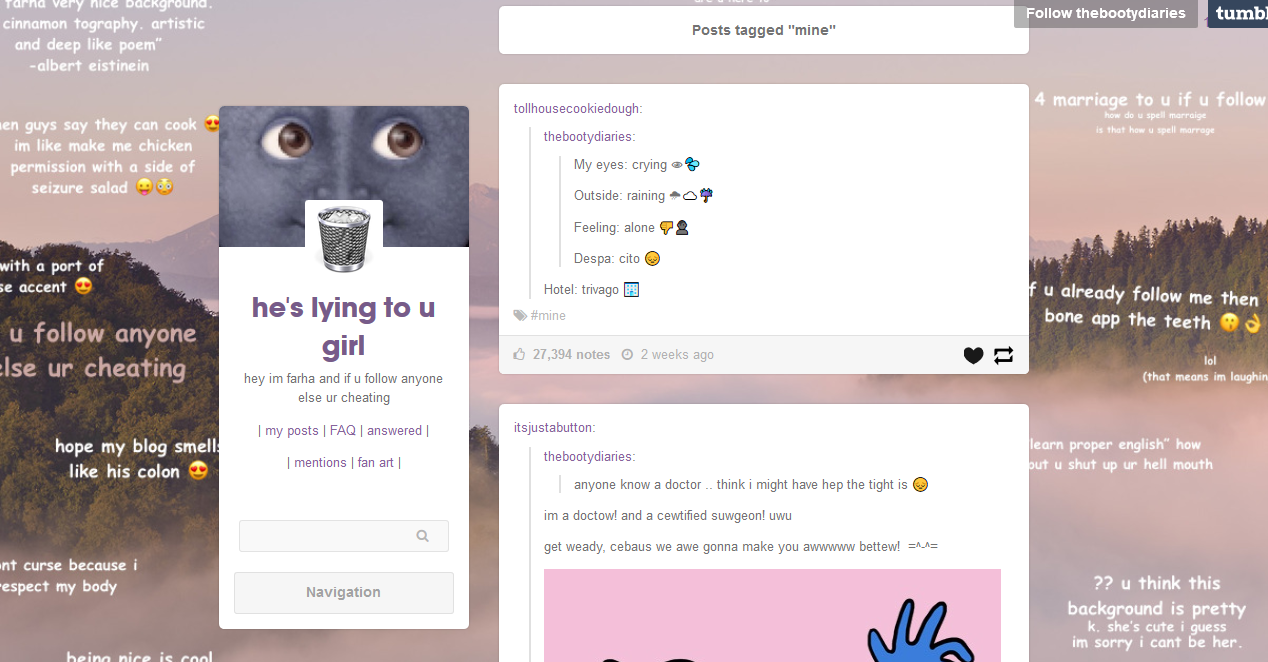 farha very nice background.
cinnamon tography. artistic
and deep like poem"
-albert eistinein
guys say they can cook 😍
im like make me chicken
permission with a side of
seizure salad 😛😳
with a port of
accent 😍
u follow anyone
else ur cheating
hope my blog smells
like his colon 😍
curse because i
respect my body
being nice is cool
he's lying to u
girl
hey im farha and if u follow anyone
else ur cheating
| my posts | FAQ | answered |
| mentions | fan art |
Navigation
are u here
Posts tagged "mine"
tollhousecookiedough:
thebootydiaries:
My eyes: crying 👁💦
Outside: raining 🌧☁☔
Feeling: alone 👎👤
Despa: cito 😞
Hotel: trivago 🏨
#mine
27,394 notes 2 weeks ago
itsjustabutton:
thebootydiaries:
anyone know a doctor .. think i might have hep the tight is 😞
im a doctow! and a cewtified suwgeon! uwu
get weady, cebaus we awe gonna make you awwwww bettew!  =^-^=
Follow thebootydiaries
tumbl
4 marriage to u if u follow
how do u spell marraige
is that how u spell marrage
if u already follow me then
bone app the teeth 😗👌
lol
(that means im laughin
learn proper english" how
but u shut up ur hell mouth
?? u think this
background is pretty
k. she's cute i guess
im sorry i cant be her.